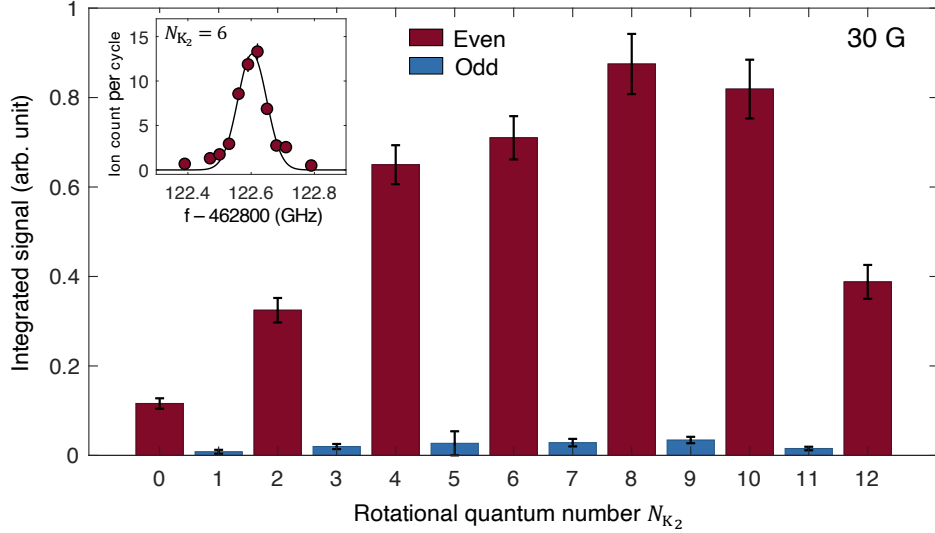 1
0.8
0.6
0.4
0.2
0
Integrated signal (arb. unit)
0 1 2 3 4 5 6 7 8 9 10 11 12
Rotational quantum number N_K₂
Even
Odd
30 G
N_K₂ = 6
15
10
5
0
Ion count per cycle
122.4 122.6 122.8
f − 462800 (GHz)